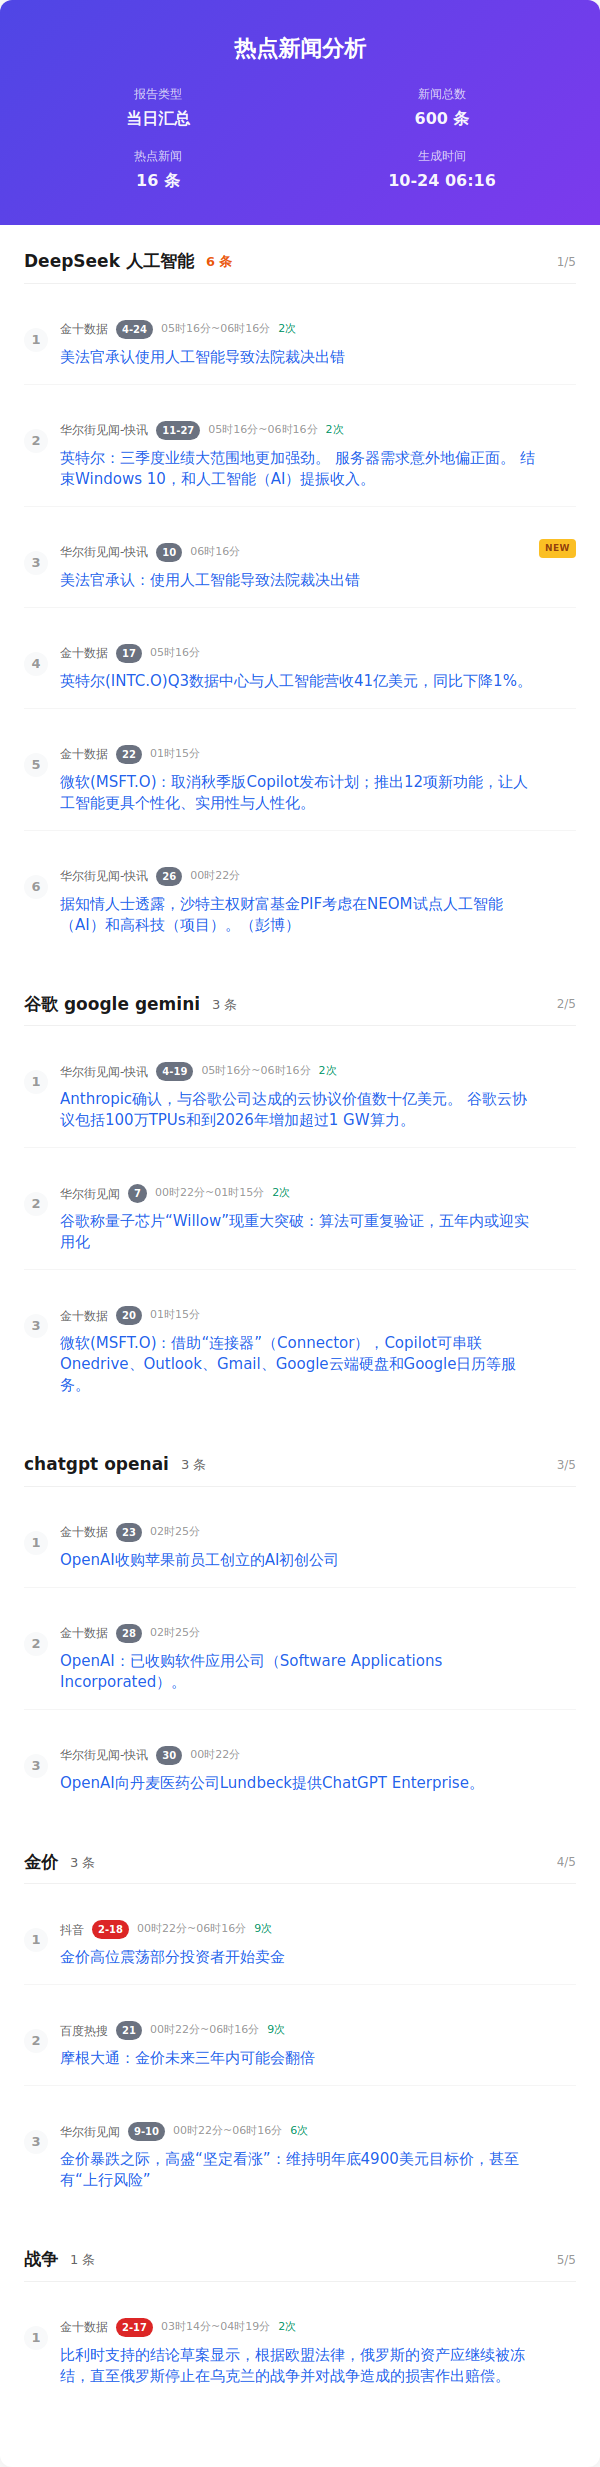 热点新闻分析
报告类型
新闻总数
当日汇总
600 条
热点新闻
生成时间
16 条
10-24 06:16
DeepSeek 人工智能 6 条 1/5
1
金十数据 4-24 05时16分~06时16分 2次
美法官承认使用人工智能导致法院裁决出错
2
华尔街见闻-快讯 11-27 05时16分~06时16分 2次
英特尔：三季度业绩大范围地更加强劲。 服务器需求意外地偏正面。 结
束Windows 10，和人工智能（AI）提振收入。
3
华尔街见闻-快讯 10 06时16分 NEW
美法官承认：使用人工智能导致法院裁决出错
4
金十数据 17 05时16分
英特尔(INTC.O)Q3数据中心与人工智能营收41亿美元，同比下降1%。
5
金十数据 22 01时15分
微软(MSFT.O)：取消秋季版Copilot发布计划；推出12项新功能，让人
工智能更具个性化、实用性与人性化。
6
华尔街见闻-快讯 26 00时22分
据知情人士透露，沙特主权财富基金PIF考虑在NEOM试点人工智能
（AI）和高科技（项目）。（彭博）
谷歌 google gemini 3 条 2/5
1
华尔街见闻-快讯 4-19 05时16分~06时16分 2次
Anthropic确认，与谷歌公司达成的云协议价值数十亿美元。 谷歌云协
议包括100万TPUs和到2026年增加超过1 GW算力。
2
华尔街见闻 7 00时22分~01时15分 2次
谷歌称量子芯片“Willow”现重大突破：算法可重复验证，五年内或迎实
用化
3
金十数据 20 01时15分
微软(MSFT.O)：借助“连接器”（Connector），Copilot可串联
Onedrive、Outlook、Gmail、Google云端硬盘和Google日历等服
务。
chatgpt openai 3 条 3/5
1
金十数据 23 02时25分
OpenAI收购苹果前员工创立的AI初创公司
2
金十数据 28 02时25分
OpenAI：已收购软件应用公司（Software Applications
Incorporated）。
3
华尔街见闻-快讯 30 00时22分
OpenAI向丹麦医药公司Lundbeck提供ChatGPT Enterprise。
金价 3 条 4/5
1
抖音 2-18 00时22分~06时16分 9次
金价高位震荡部分投资者开始卖金
2
百度热搜 21 00时22分~06时16分 9次
摩根大通：金价未来三年内可能会翻倍
3
华尔街见闻 9-10 00时22分~06时16分 6次
金价暴跌之际，高盛“坚定看涨”：维持明年底4900美元目标价，甚至
有“上行风险”
战争 1 条 5/5
1
金十数据 2-17 03时14分~04时19分 2次
比利时支持的结论草案显示，根据欧盟法律，俄罗斯的资产应继续被冻
结，直至俄罗斯停止在乌克兰的战争并对战争造成的损害作出赔偿。